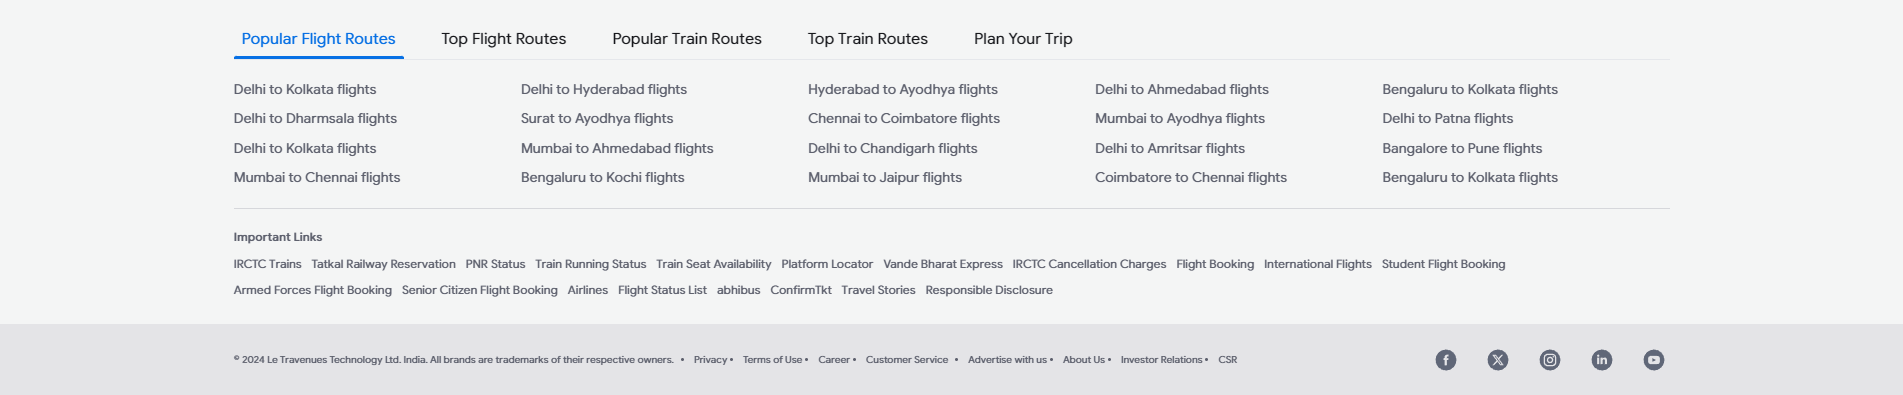 Popular Flight Routes Top Flight Routes Popular Train Routes Top Train Routes Plan Your Trip
Delhi to Kolkata flights Delhi to Hyderabad flights Hyderabad to Ayodhya flights Delhi to Ahmedabad flights Bengaluru to Kolkata flights
Delhi to Dharmsala flights Surat to Ayodhya flights Chennai to Coimbatore flights Mumbai to Ayodhya flights Delhi to Patna flights
Delhi to Kolkata flights Mumbai to Ahmedabad flights Delhi to Chandigarh flights Delhi to Amritsar flights Bangalore to Pune flights
Mumbai to Chennai flights Bengaluru to Kochi flights Mumbai to Jaipur flights Coimbatore to Chennai flights Bengaluru to Kolkata flights
Important Links
IRCTC Trains Tatkal Railway Reservation PNR Status Train Running Status Train Seat Availability Platform Locator Vande Bharat Express IRCTC Cancellation Charges Flight Booking International Flights Student Flight Booking
Armed Forces Flight Booking Senior Citizen Flight Booking Airlines Flight Status List abhibus ConfirmTkt Travel Stories Responsible Disclosure
© 2024 Le Travenues Technology Ltd. India. All brands are trademarks of their respective owners. • Privacy • Terms of Use • Career • Customer Service • Advertise with us • About Us • Investor Relations • CSR